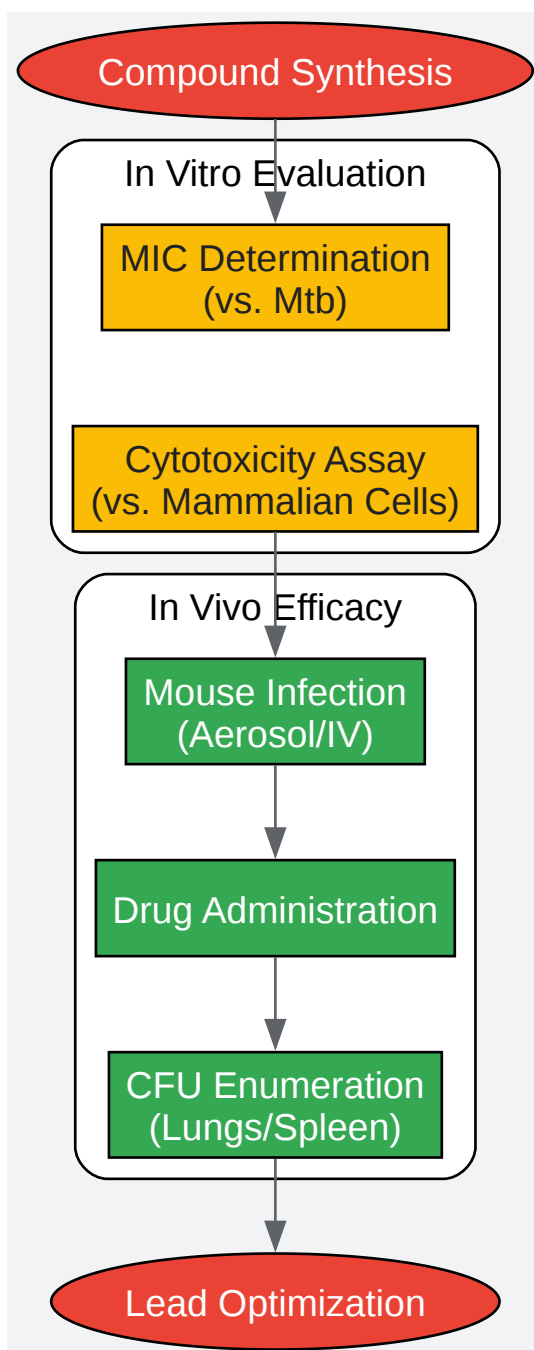 Compound Synthesis
In Vitro Evaluation
MIC Determination
(vs. Mtb)
Cytotoxicity Assay
(vs. Mammalian Cells)
In Vivo Efficacy
Mouse Infection
(Aerosol/IV)
Drug Administration
CFU Enumeration
(Lungs/Spleen)
Lead Optimization